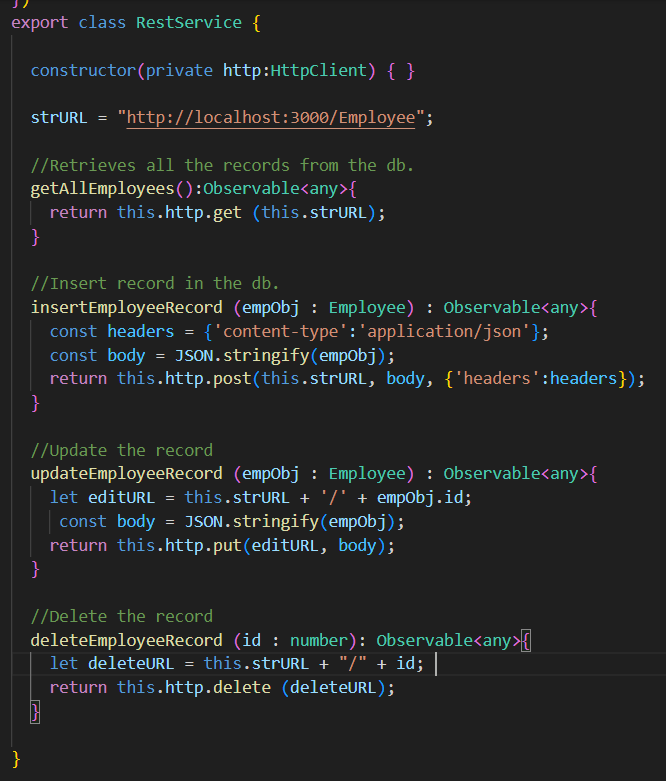 })
export class RestService {
constructor(private http:HttpClient) { }
strURL = "http://localhost:3000/Employee";
//Retrieves all the records from the db.
getAllEmployees():Observable<any>{
return this.http.get (this.strURL);
}
//Insert record in the db.
insertEmployeeRecord (empObj : Employee) : Observable<any>{
const headers = {'content-type':'application/json'};
const body = JSON.stringify(empObj);
return this.http.post(this.strURL, body, {'headers':headers});
}
//Update the record
updateEmployeeRecord (empObj : Employee) : Observable<any>{
let editURL = this.strURL + '/' + empObj.id;
const body = JSON.stringify(empObj);
return this.http.put(editURL, body);
}
//Delete the record
deleteEmployeeRecord (id : number): Observable<any>{
let deleteURL = this.strURL + "/" + id;
return this.http.delete (deleteURL);
}
}